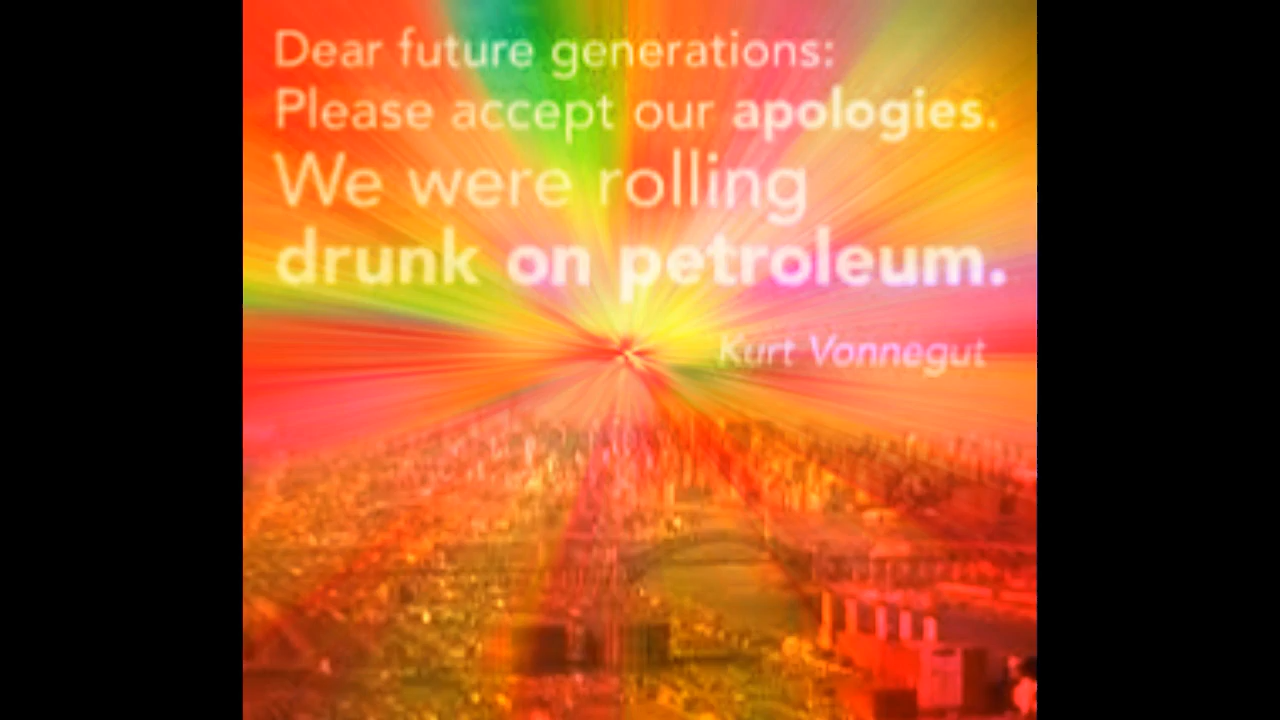 Dear future generations:
Please accept our apologies.
We were rolling
drunk on petroleum.
Kurt Vonnegut